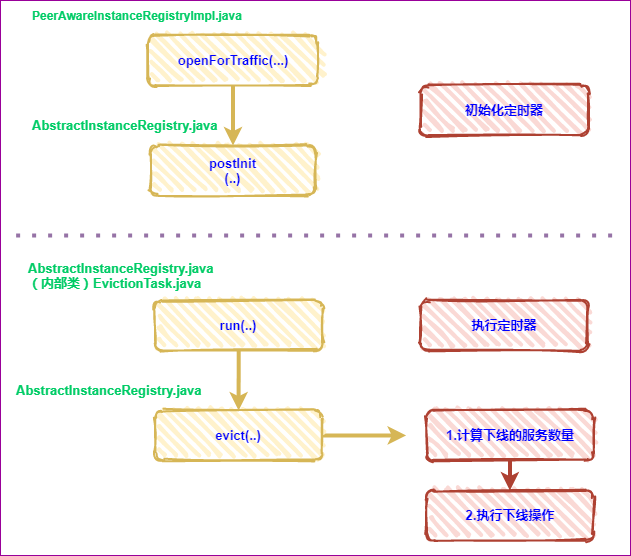 PeerAwareInstanceRegistryImpl.java
openForTraffic(...)
初始化定时器
AbstractInstanceRegistry.java
postInit
(..)
AbstractInstanceRegistry.java
（内部类）EvictionTask.java
run(..)
执行定时器
AbstractInstanceRegistry.java
evict(..)
1.计算下线的服务数量
2.执行下线操作